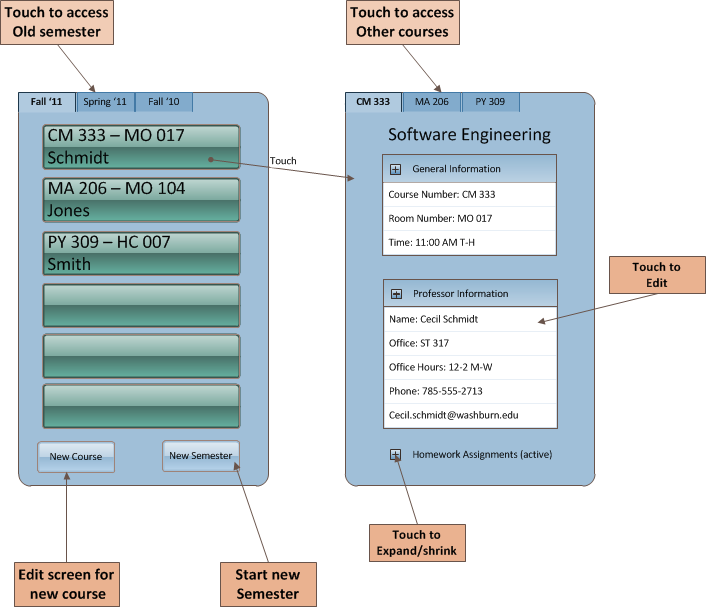 Touch to access
Old semester
Touch to access
Other courses
Fall ‘11
Spring ‘11
Fall ‘10
CM 333 – MO 017
Schmidt
MA 206 – MO 104
Jones
PY 309 – HC 007
Smith
New Course
New Semester
Touch
CM 333
MA 206
PY 309
Software Engineering
General Information
Course Number: CM 333
Room Number: MO 017
Time: 11:00 AM T-H
Professor Information
Name: Cecil Schmidt
Office: ST 317
Office Hours: 12-2 M-W
Phone: 785-555-2713
Cecil.schmidt@washburn.edu
Homework Assignments (active)
Touch to
Edit
Touch to
Expand/shrink
Edit screen for
new course
Start new
Semester